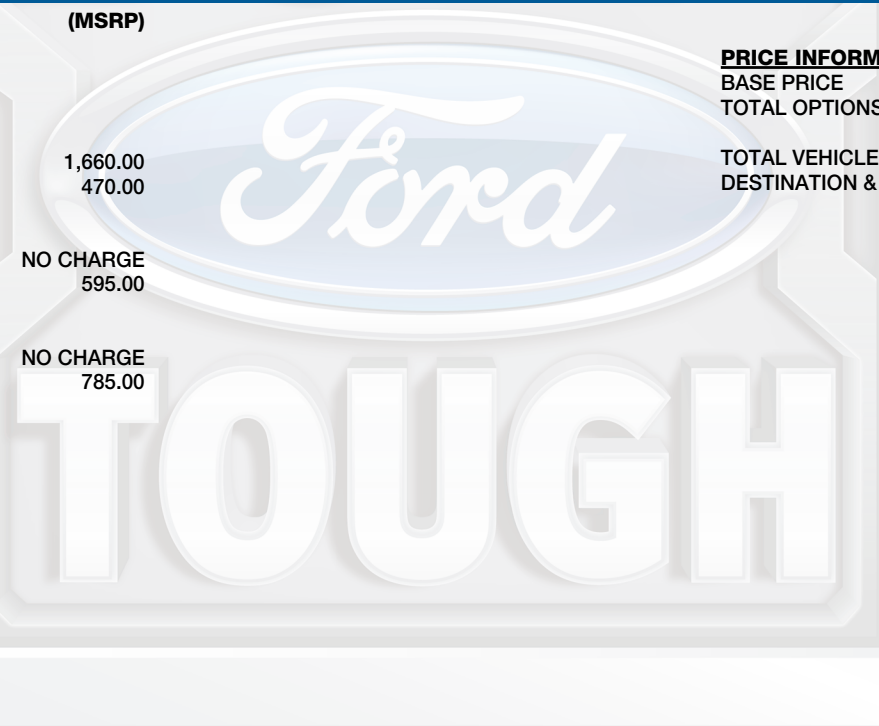 (MSRP)
1,660.00
470.00
NO CHARGE
595.00
NO CHARGE
785.00
PRICE INFORM
BASE PRICE
TOTAL OPTIONS
TOTAL VEHICLE
DESTINATION &
Ford
TOUGH